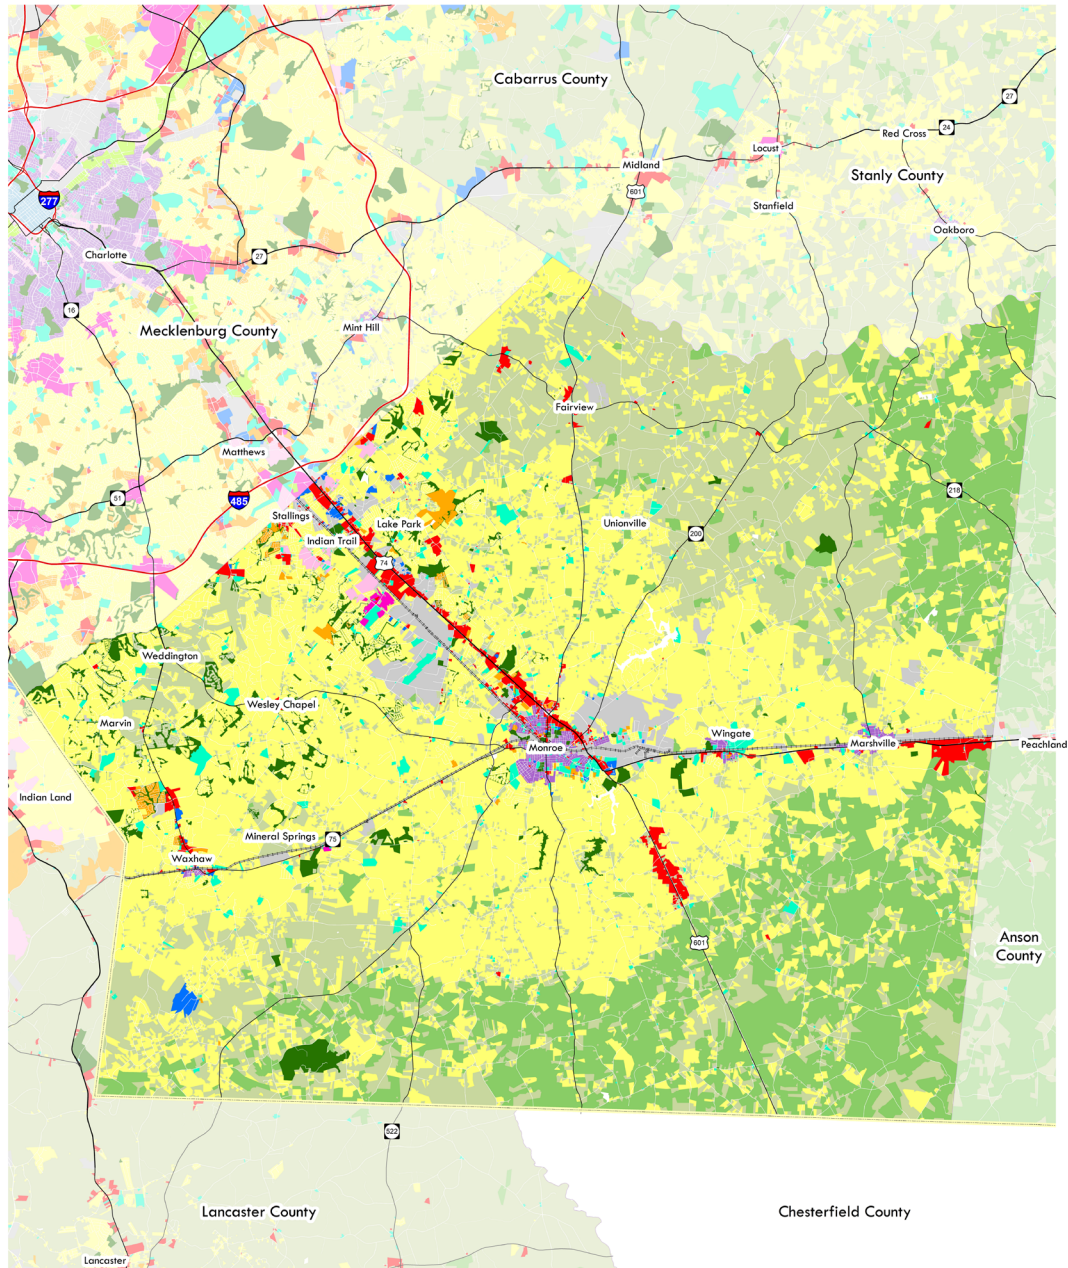 Cabarrus County
27
24
Red Cross
Locust
Midland
Stanly County
601
277
Stanfield
Oakboro
Charlotte
27
16
Mint Hill
Mecklenburg County
Fairview
Matthews
51
485
218
Stallings
Lake Park
Unionville
Indian Trail
200
74
Weddington
Wesley Chapel
Marvin
Wingate
Monroe
Marshville
Peachland
Indian Land
Mineral Springs
75
Waxhaw
601
Anson
County
522
Lancaster County
Chesterfield County
Lancaster